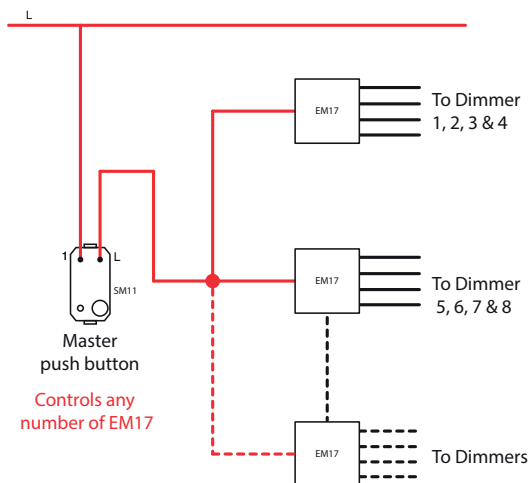 L
EM17
To Dimmer
1, 2, 3 & 4
1
L
SM11
EM17
To Dimmer
5, 6, 7 & 8
Master
push button
Controls any
number of EM17
EM17
To Dimmers